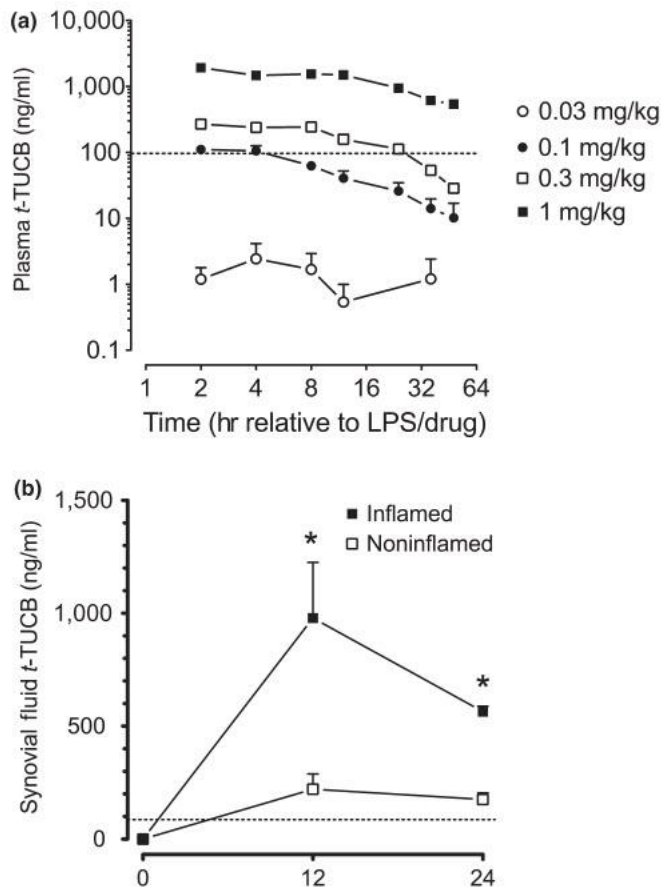 (a)
10,000
1,000
100
10
1
0.1
Plasma t-TUCB (ng/ml)
1 2 4 8 16 32 64
Time (hr relative to LPS/drug)
0.03 mg/kg
0.1 mg/kg
0.3 mg/kg
1 mg/kg
(b)
1,500
1,000
500
0
Synovial fluid t-TUCB (ng/ml)
Inflamed
Noninflamed
*
*
0 12 24